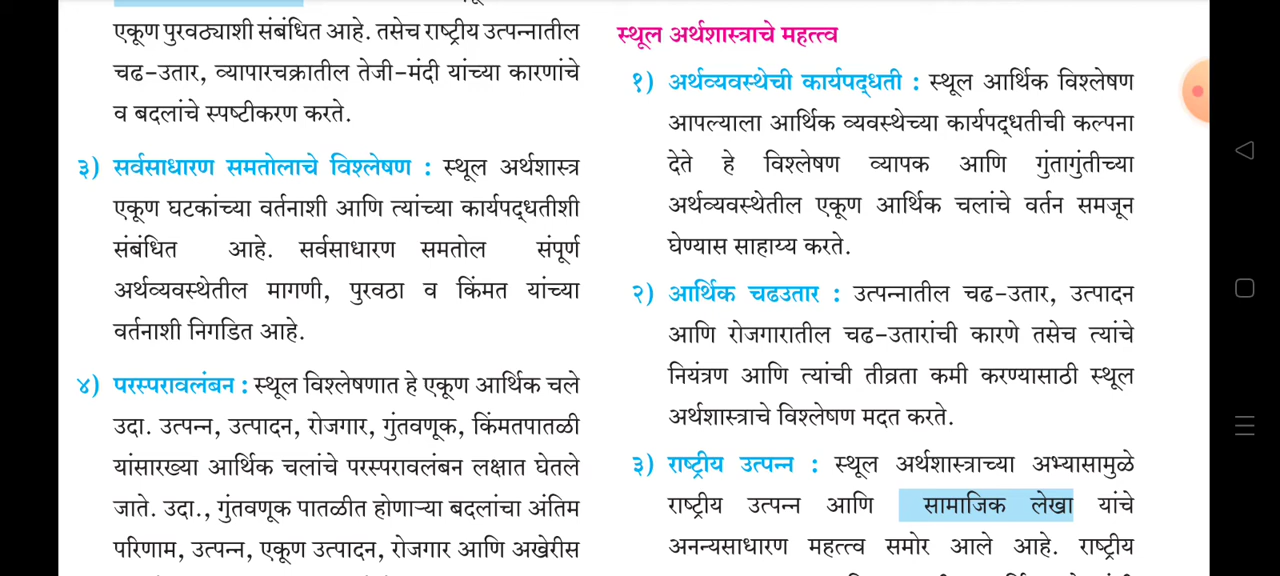 एकूण पुरवठ्याशी संबंधित आहे. तसेच राष्ट्रीय उत्पन्नातील
चढ-उतार, व्यापारचक्रातील तेजी-मंदी यांच्या कारणांचे
व बदलांचे स्पष्टीकरण करते.
३) सर्वसाधारण समतोलाचे विश्लेषण : स्थूल अर्थशास्त्र
एकूण घटकांच्या वर्तनाशी आणि त्यांच्या कार्यपद्धतीशी
संबंधित आहे. सर्वसाधारण समतोल संपूर्ण
अर्थव्यवस्थेतील मागणी, पुरवठा व किंमत यांच्या
वर्तनाशी निगडित आहे.
४) परस्परावलंबन : स्थूल विश्लेषणात हे एकूण आर्थिक चले
उदा. उत्पन्न, उत्पादन, रोजगार, गुंतवणूक, किंमतपातळी
यांसारख्या आर्थिक चलांचे परस्परावलंबन लक्षात घेतले
जाते. उदा., गुंतवणूक पातळीत होणाऱ्या बदलांचा अंतिम
परिणाम, उत्पन्न, एकूण उत्पादन, रोजगार आणि अखेरीस
स्थूल अर्थशास्त्राचे महत्त्व
१) अर्थव्यवस्थेची कार्यपद्धती : स्थूल आर्थिक विश्लेषण
आपल्याला आर्थिक व्यवस्थेच्या कार्यपद्धतीची कल्पना
देते हे विश्लेषण व्यापक आणि गुंतागुंतीच्या
अर्थव्यवस्थेतील एकूण आर्थिक चलांचे वर्तन समजून
घेण्यास साहाय्य करते.
२) आर्थिक चढउतार : उत्पन्नातील चढ-उतार, उत्पादन
आणि रोजगारातील चढ-उतारांची कारणे तसेच त्यांचे
नियंत्रण आणि त्यांची तीव्रता कमी करण्यासाठी स्थूल
अर्थशास्त्राचे विश्लेषण मदत करते.
३) राष्ट्रीय उत्पन्न : स्थूल अर्थशास्त्राच्या अभ्यासामुळे
राष्ट्रीय उत्पन्न आणि सामाजिक लेखा यांचे
अनन्यसाधारण महत्त्व समोर आले आहे. राष्ट्रीय